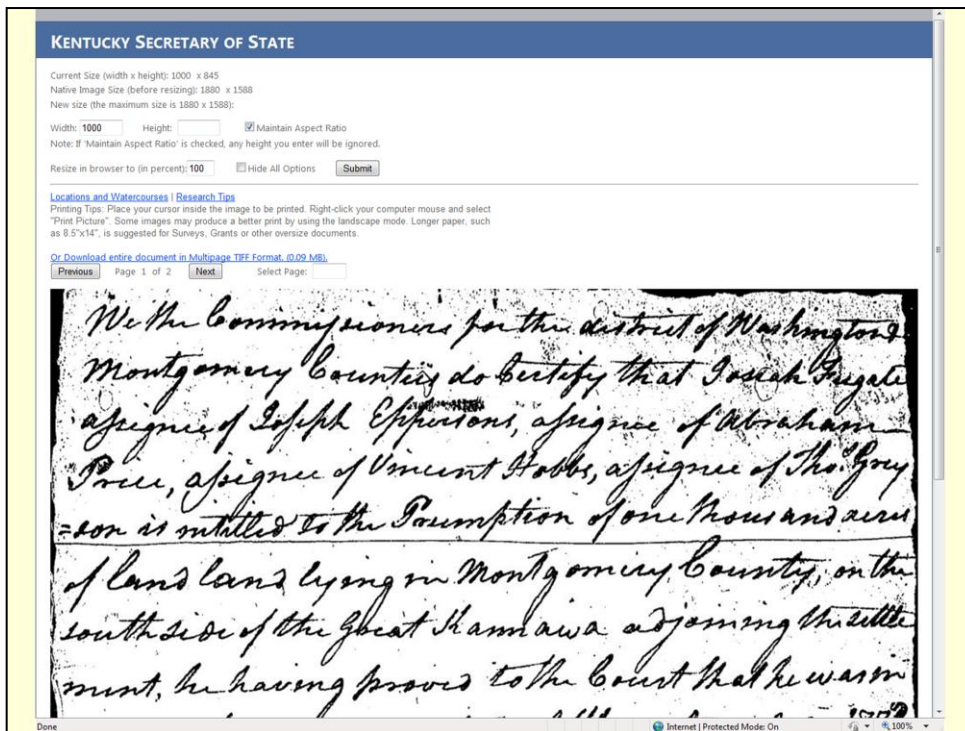 KENTUCKY SECRETARY OF STATE
Current Size (width x height): 1000 x 845
Native Image Size (before resizing): 1880 x 1588
New size (the maximum size is 1880 x 1588):
Width: 1000 Height: Maintain Aspect Ratio
Note: If 'Maintain Aspect Ratio' is checked, any height you enter will be ignored.
Resize in browser to (in percent): 100 Hide All Options Submit
Locations and Watercourses | Research Tips
Printing Tips: Place your cursor inside the image to be printed. Right-click your computer mouse and select
"Print Picture". Some images may produce a better print by using the landscape mode. Longer paper, such
as 8.5"x14", is suggested for Surveys, Grants or other oversize documents.
Or Download entire document in Multipage TIFF Format. (0.09 MB).
Previous Page 1 of 2 Next Select Page:
We the Commissioners for the district of Washington &
Montgomery Counties do Certify that Josiah Fugate
assignee of Joseph Eppersons, assignee of Abraham
Price, assignee of Vincent Hobbs, assignee of Thos. Grey
=son is intitled to the Preemption of one thousand acres
of land land lying in Montgomery County, on the
south side of the Great Kannawa adjoining the settle
ment, he having proved to the Court that he was in
Done Internet | Protected Mode: On 100%